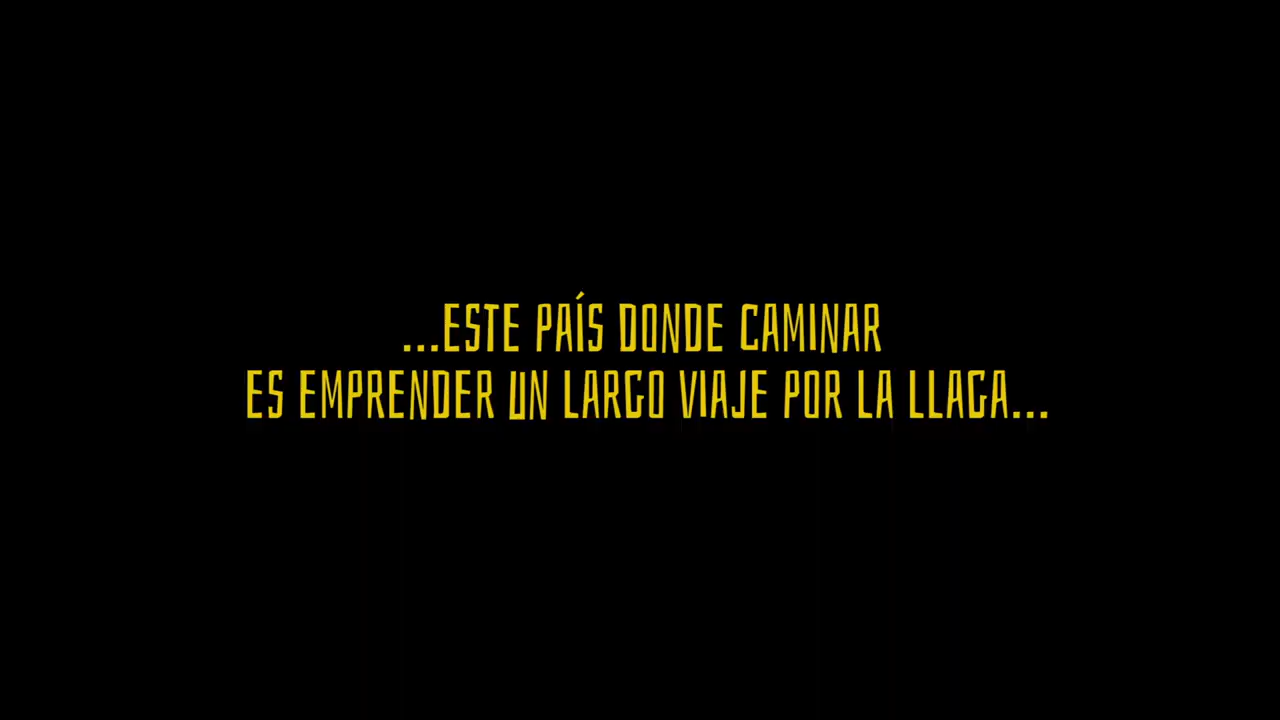 ...ESTE PAÍS DONDE CAMINAR
ES EMPRENDER UN LARGO VIAJE POR LA LLAGA...